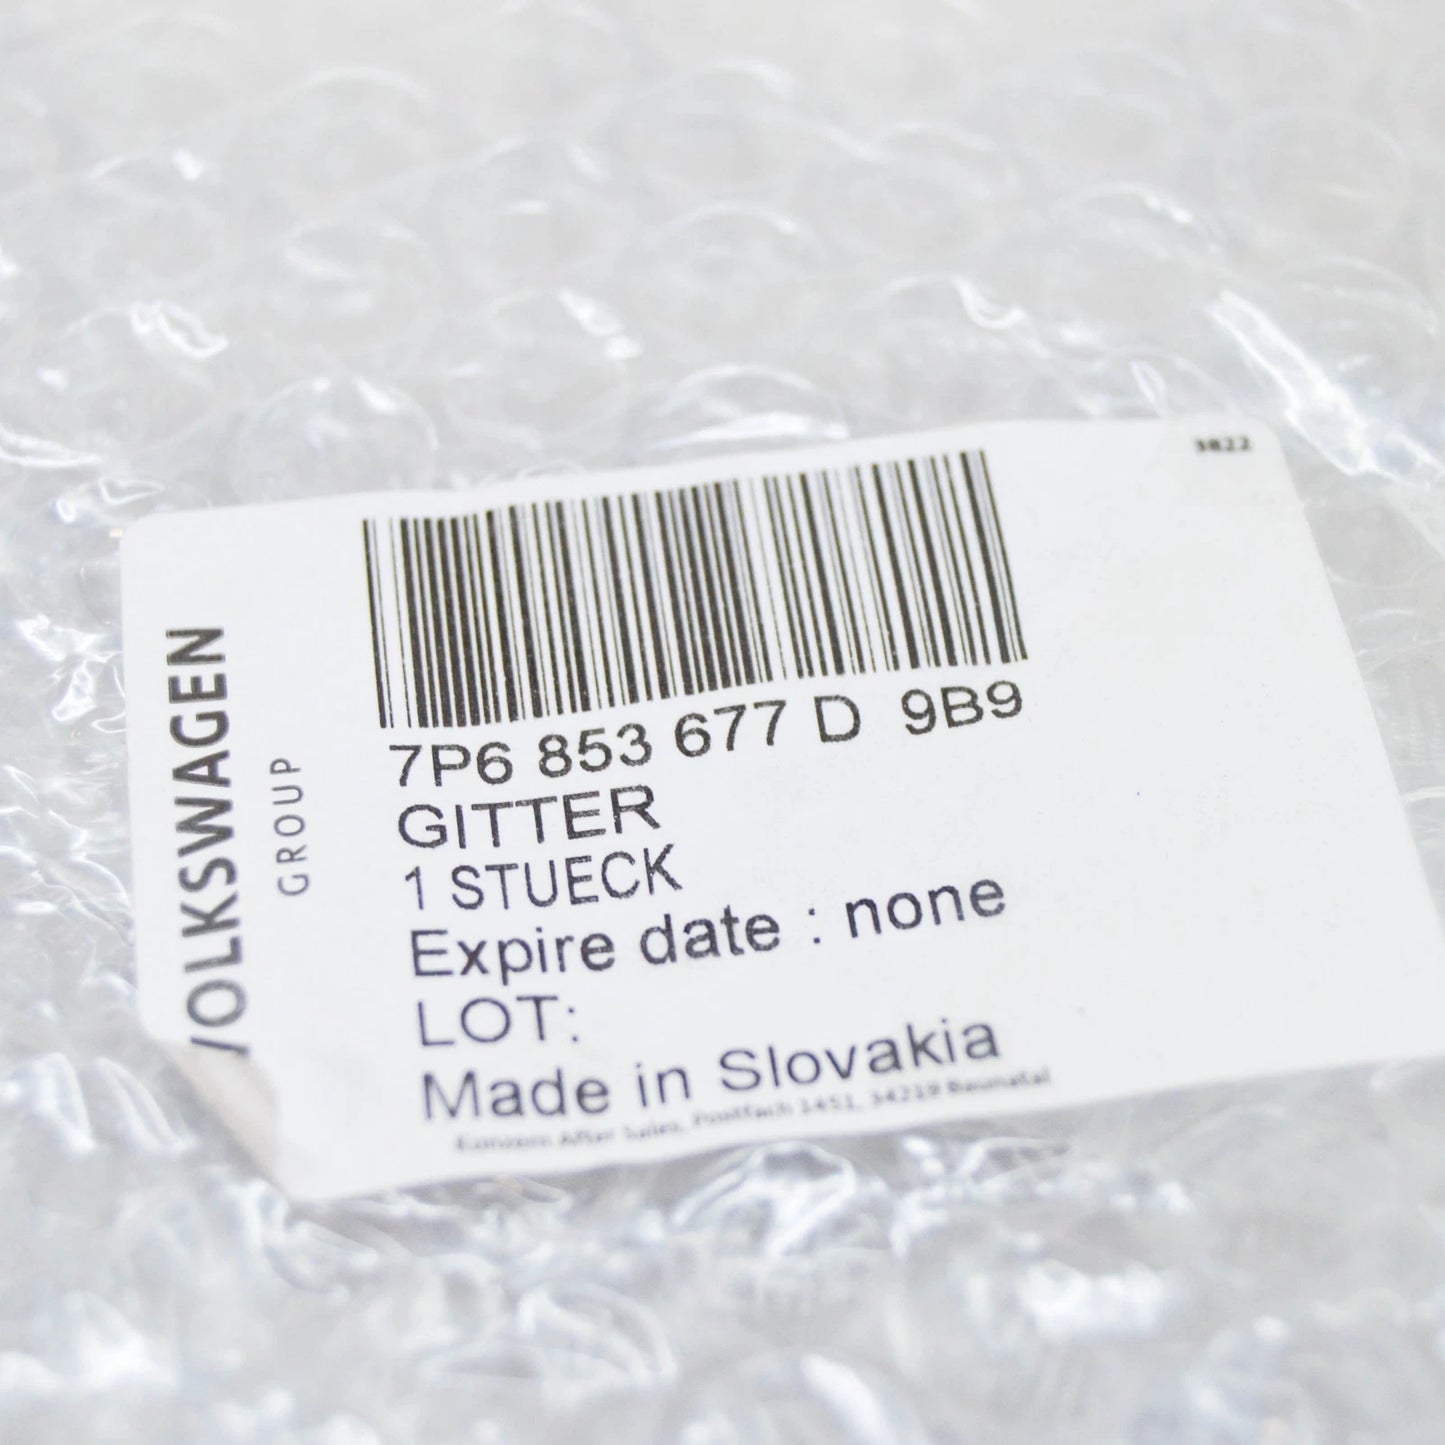 3822
VOLKSWAGEN
GROUP
7P6 853 677 D 9B9
GITTER
1 STUECK
Expire date : none
LOT:
Made in Slovakia
Konzern After Sales, Postfach 1451, 34219 Baunatal